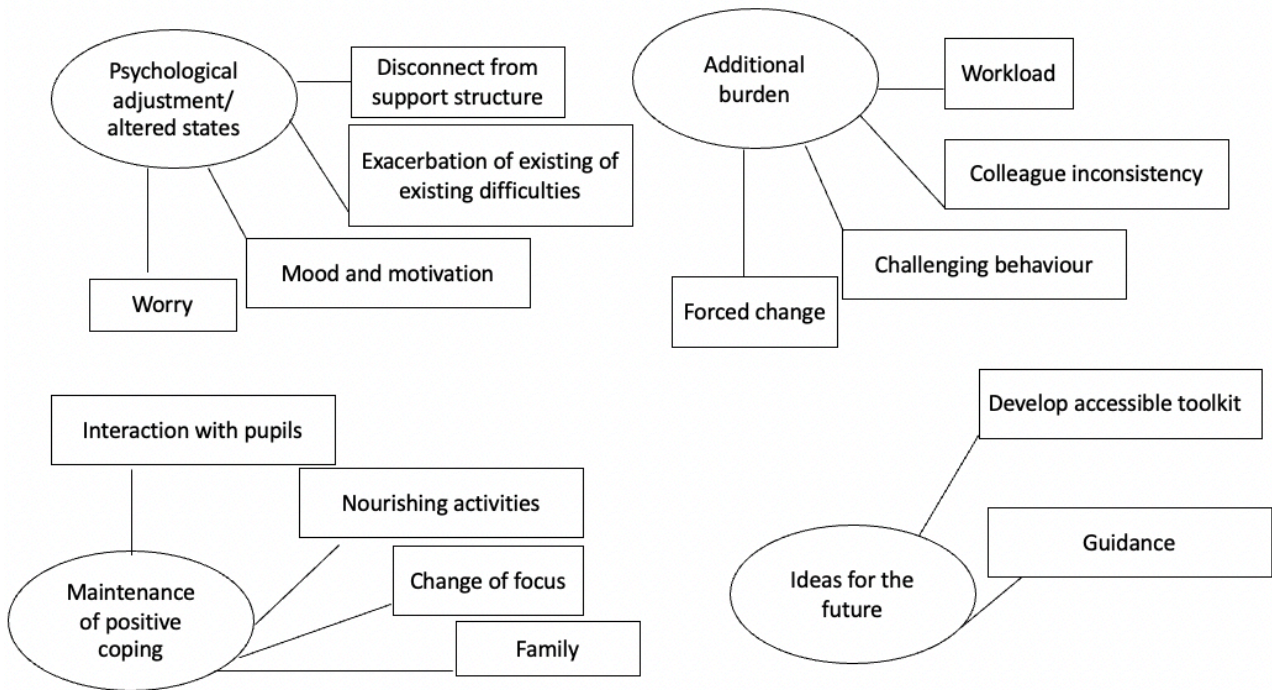 Psychological
adjustment/
altered states
Disconnect from
support structure
Exacerbation of existing of
existing difficulties
Mood and motivation
Worry
Additional
burden
Workload
Colleague inconsistency
Challenging behaviour
Forced change
Interaction with pupils
Nourishing activities
Change of focus
Family
Maintenance
of positive
coping
Develop accessible toolkit
Guidance
Ideas for the
future